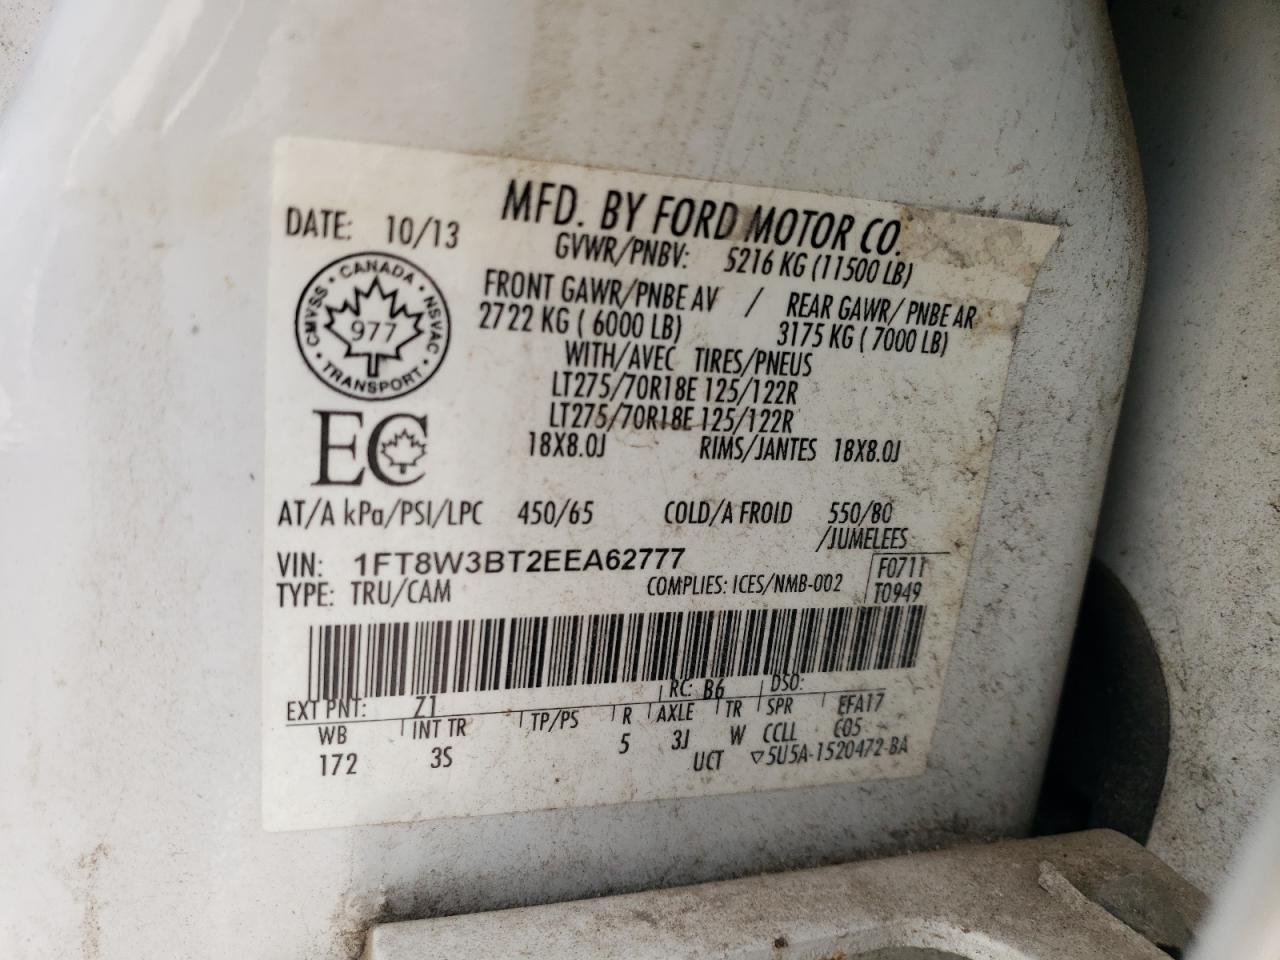 MFD. BY FORD MOTOR CO.
DATE: 10/13
GVWR/PNBV: 5216 KG (11500 LB)
FRONT GAWR/PNBE AV / REAR GAWR/PNBE AR
2722 KG ( 6000 LB) 3175 KG ( 7000 LB)
WITH/AVEC TIRES/PNEUS
LT275/70R18E 125/122R
LT275/70R18E 125/122R
18X8.0J RIMS/JANTES 18X8.0J
CANADA
CMVSS NSVAC
977
TRANSPORT
EC
AT/A kPa/PSI/LPC 450/65 COLD/A FROID 550/80
/JUMELEES
VIN: 1FT8W3BT2EEA62777
F0711
TYPE: TRU/CAM COMPLIES: ICES/NMB-002 T0949
EXT PNT: Z1 RC: B6 DSO:
WB INT TR TP/PS R AXLE TR SPR EFA17
172 3S 5 3J W CCLL C05
UCT ▽5U5A-1520472-BA